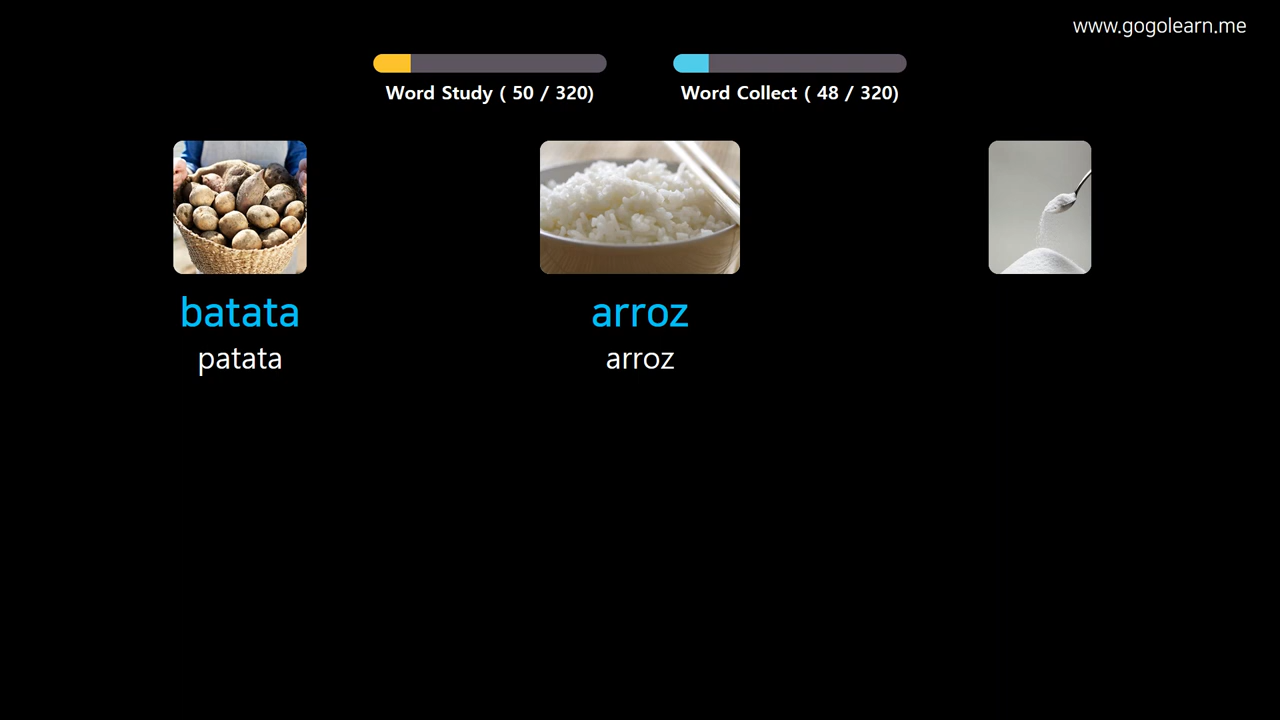 www.gogolearn.me
Word Study ( 50 / 320)
Word Collect ( 48 / 320)
batata
arroz
patata
arroz